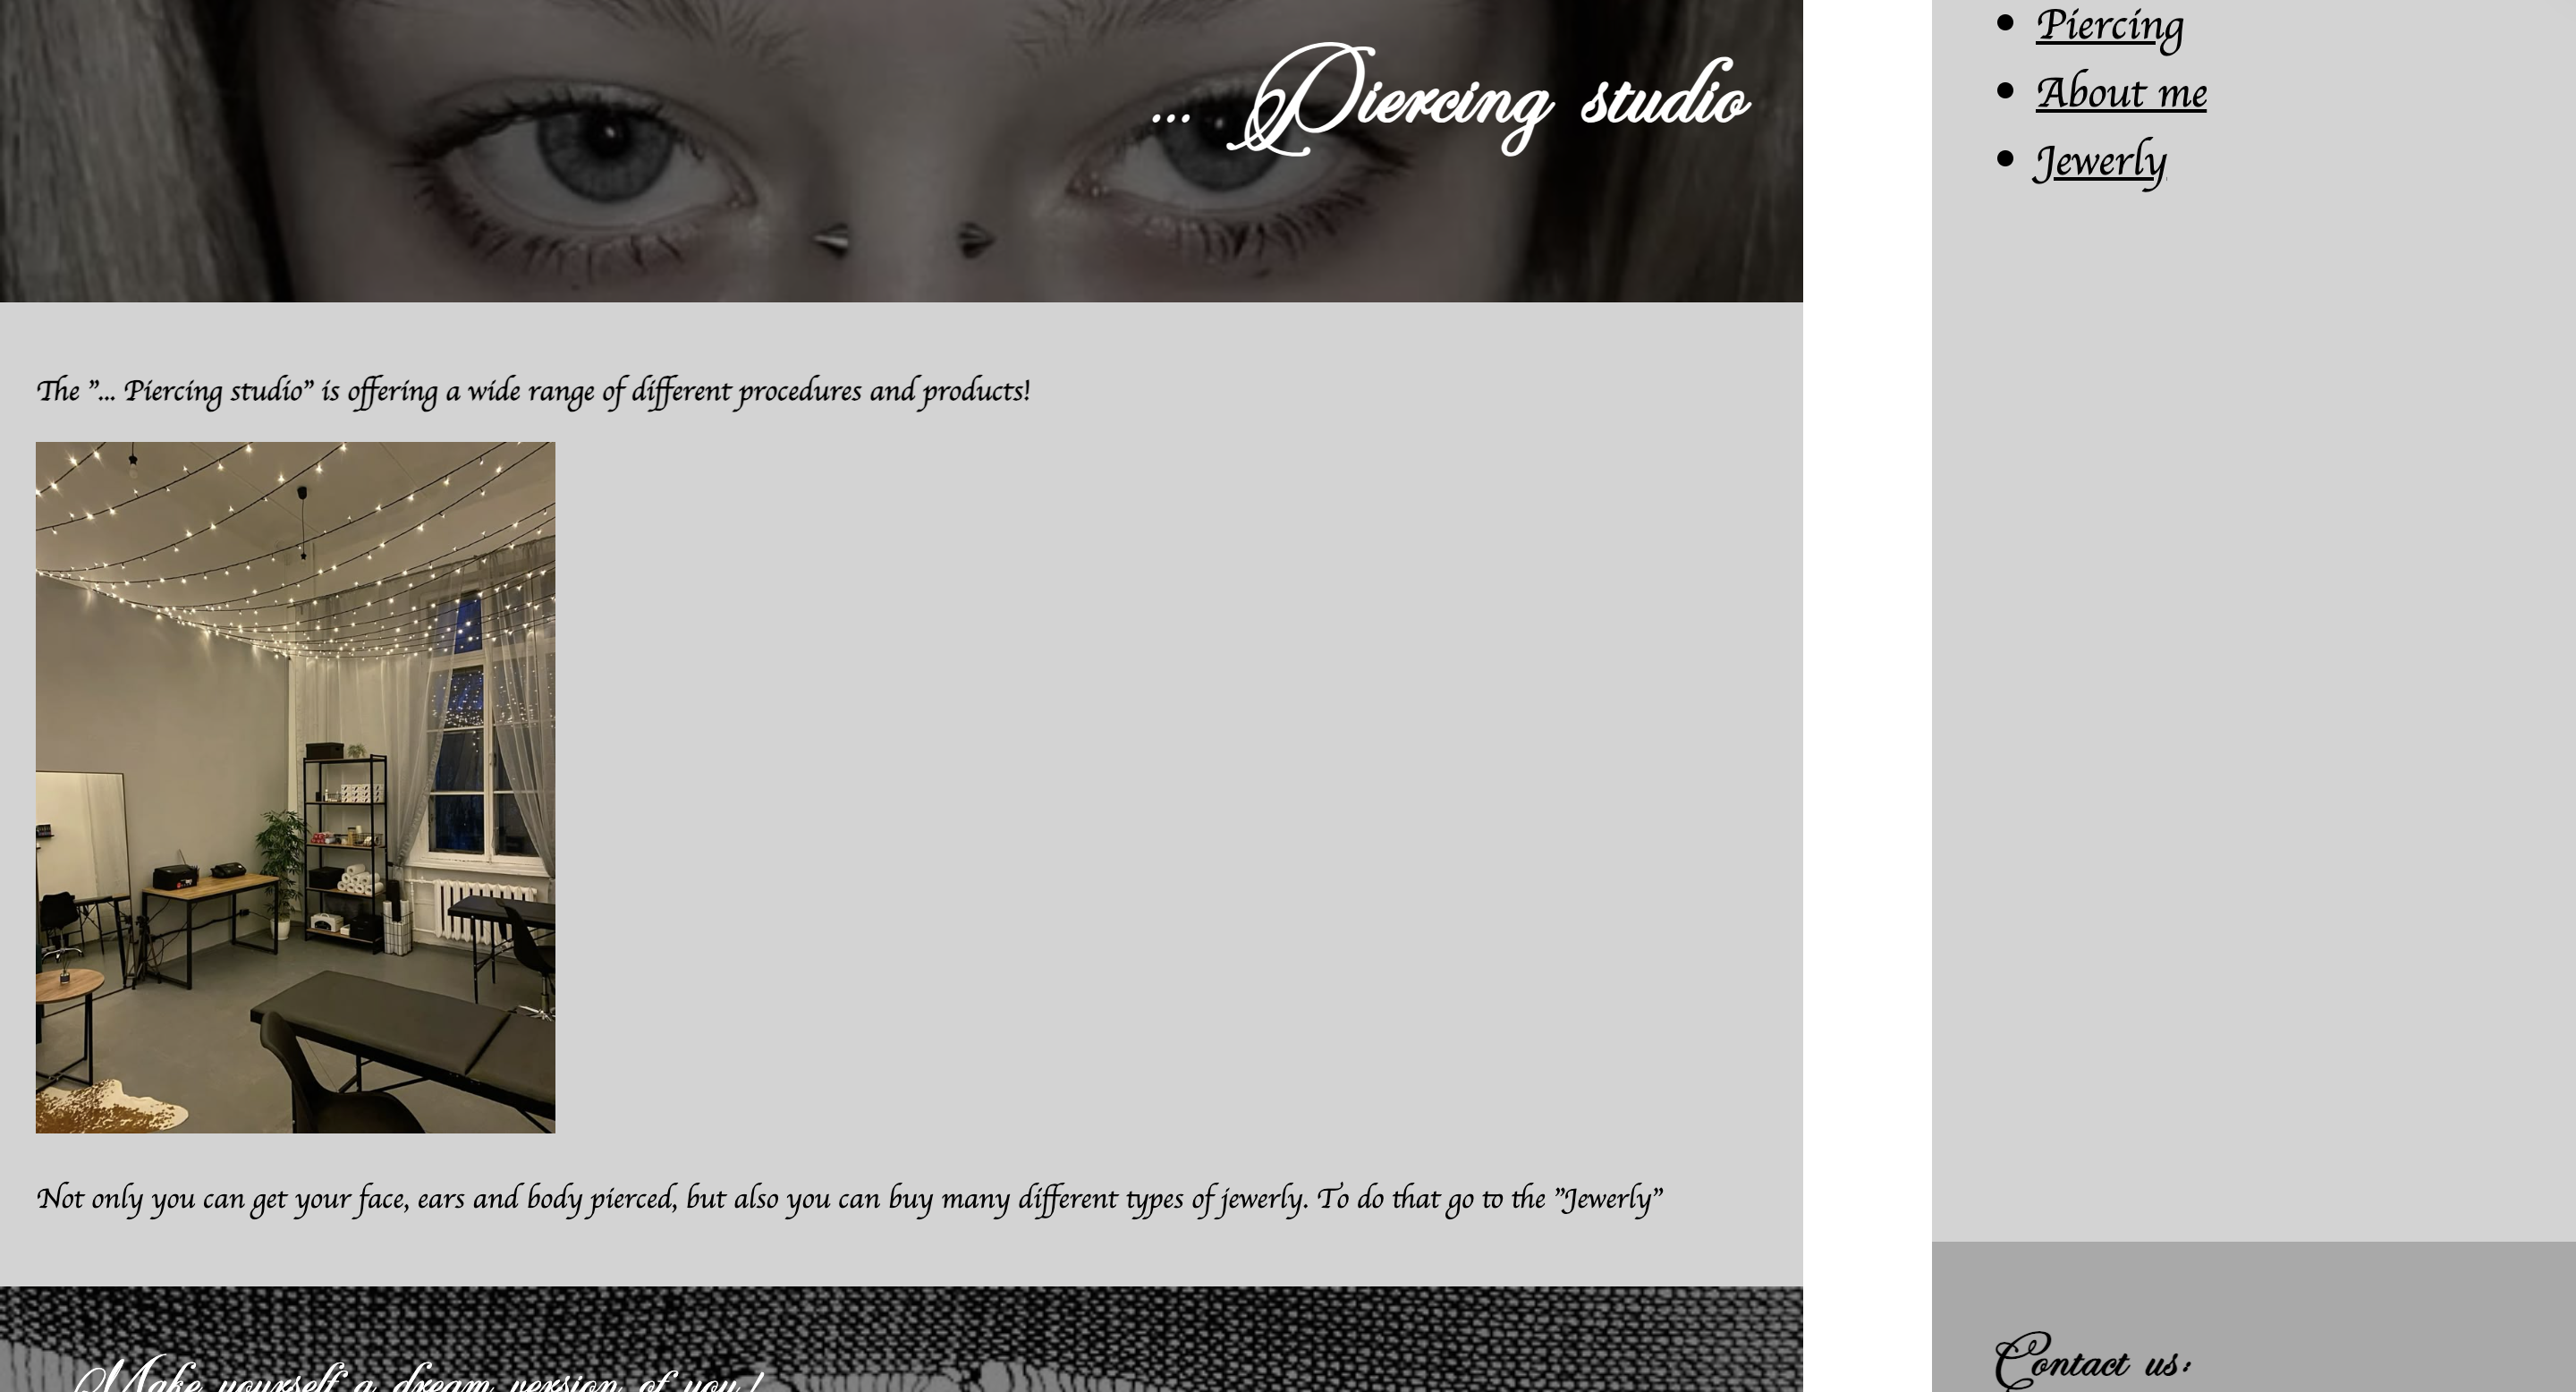 ... Piercing studio
The "... Piercing studio" is offering a wide range of different procedures and products!
Not only you can get your face, ears and body pierced, but also you can buy many different types of jewerly. To do that go to the "Jewerly"
Make yourself a dream version of you!
Piercing
About me
Jewerly
Contact us: